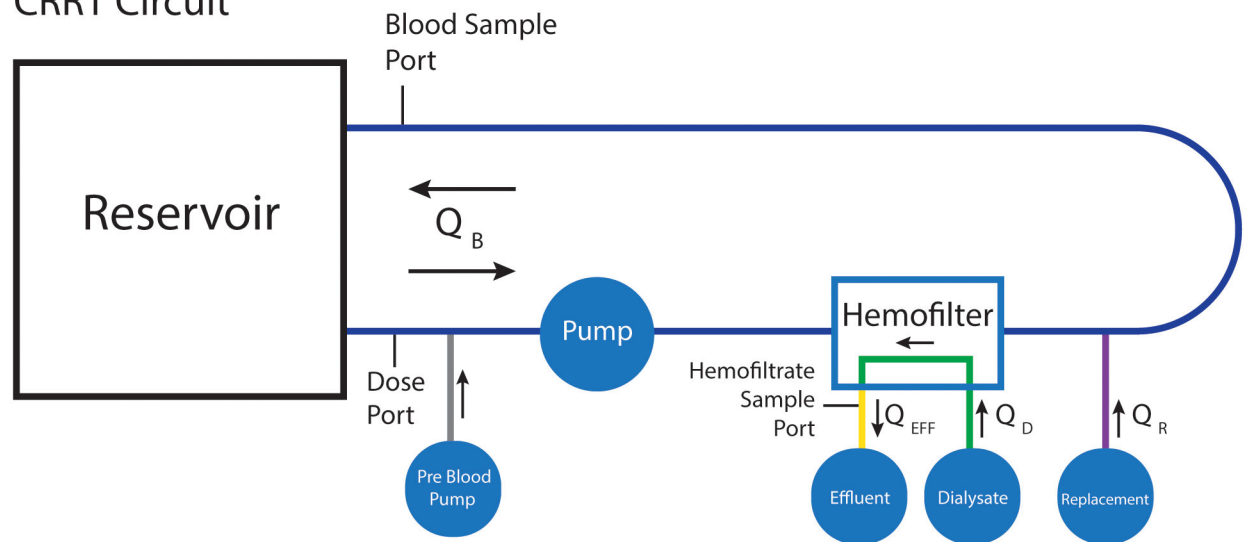 CRRT Circuit
Blood Sample
Port
Reservoir
Q B
Pump
Hemofilter
Dose
Port
Hemofiltrate
Sample
Port
Q EFF
Q D
Q R
Pre Blood
Pump
Effluent
Dialysate
Replacement